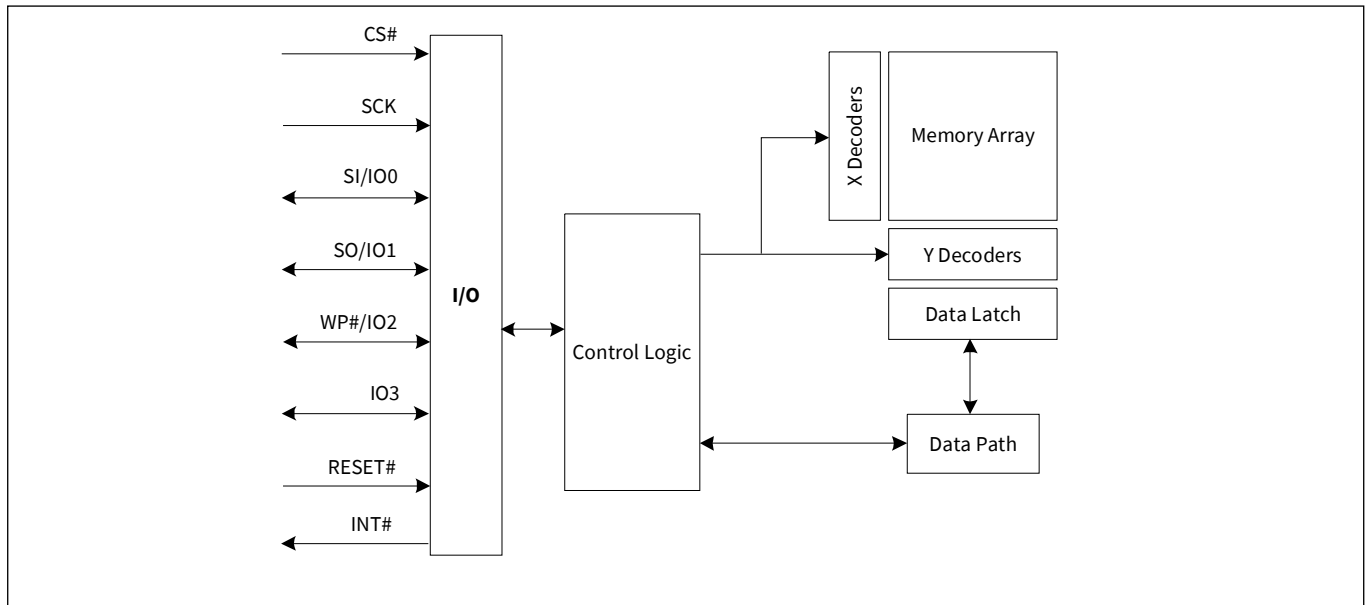 CS#
SCK
SI/IO0
SO/IO1
WP#/IO2
IO3
RESET#
INT#
I/O
Control Logic
X Decoders
Memory Array
Y Decoders
Data Latch
Data Path